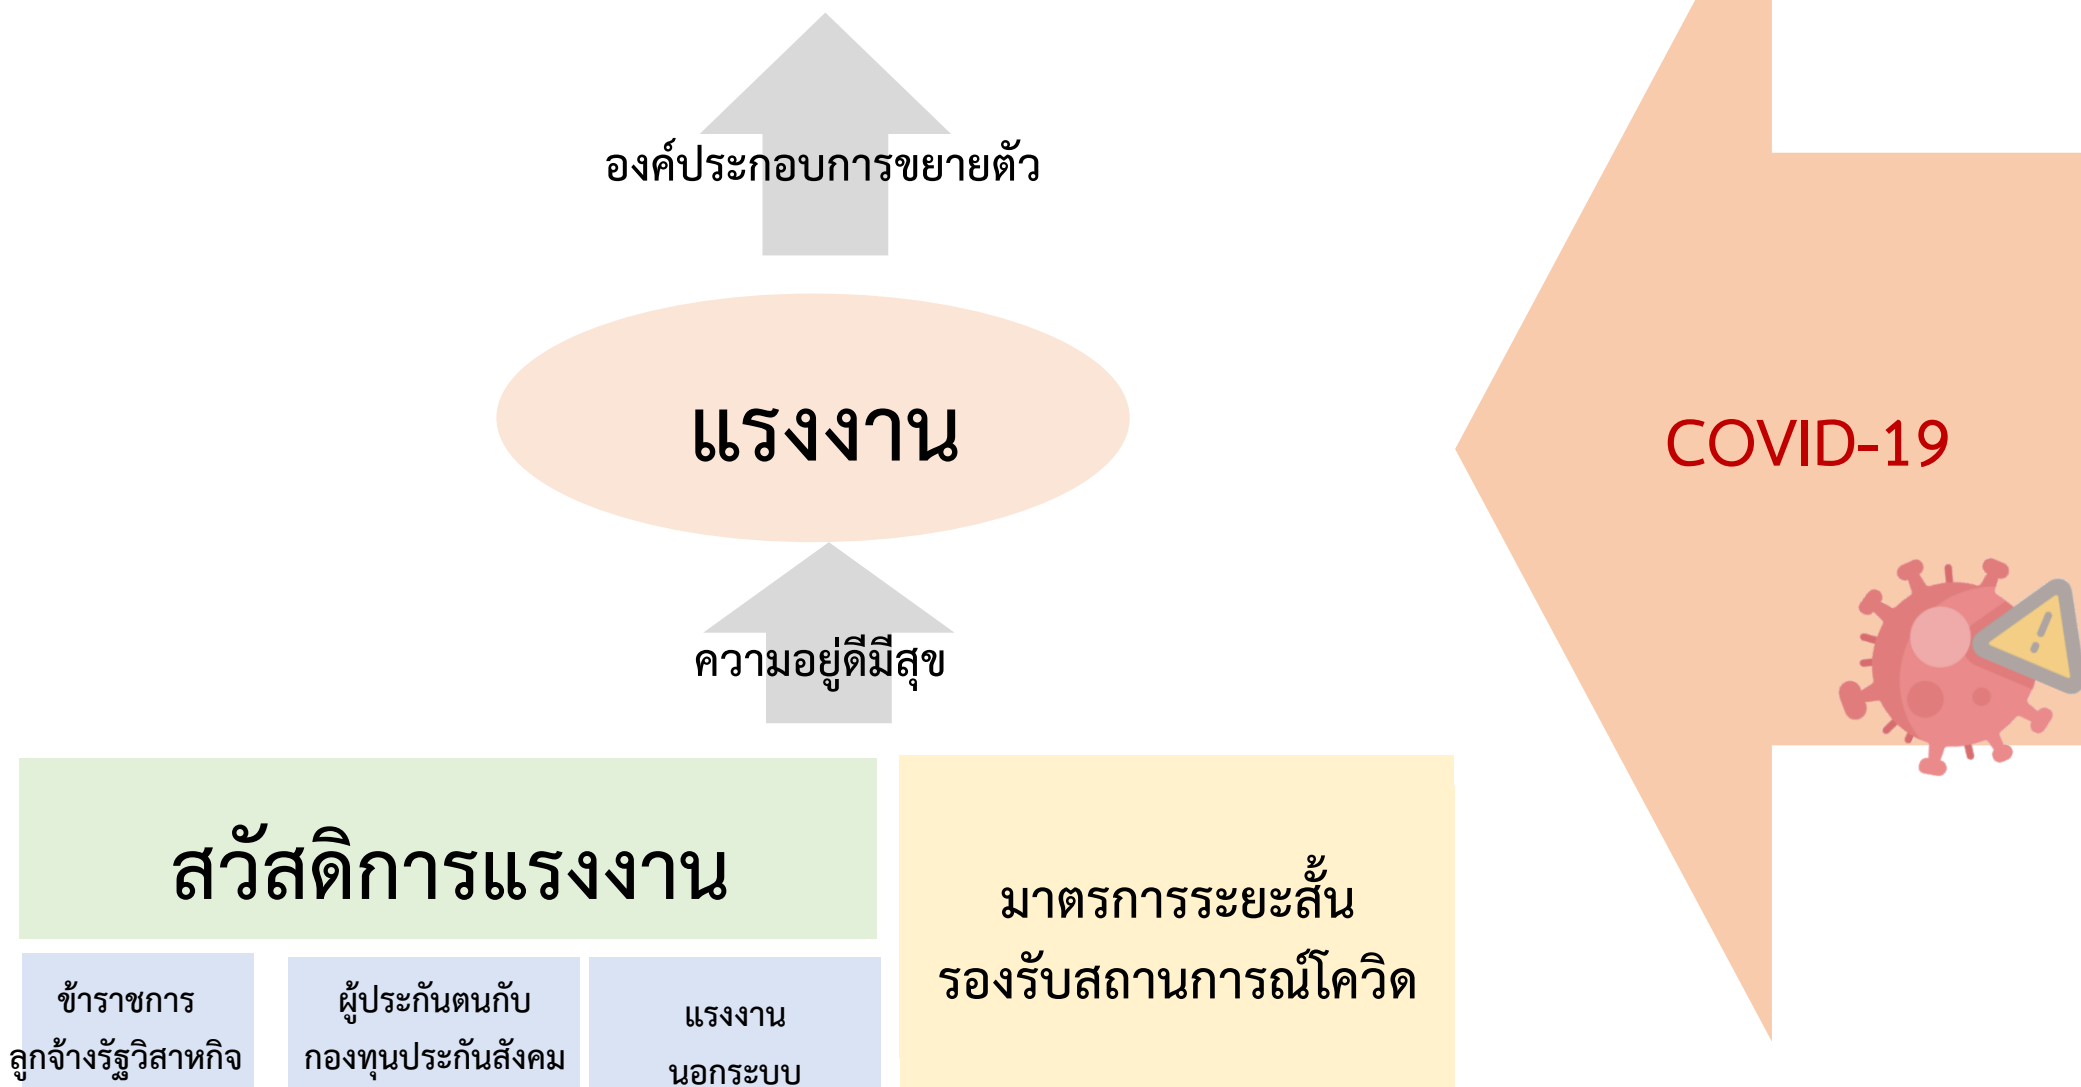 องค์ประกอบการขยายตัว
แรงงาน
COVID-19
ความอยู่ดีมีสุข
สวัสดิการแรงงาน
มาตรการระยะสั้น
รองรับสถานการณ์โควิด
ข้าราชการ
ลูกจ้างรัฐวิสาหกิจ
ผู้ประกันตนกับ
กองทุนประกันสังคม
แรงงาน
นอกระบบ